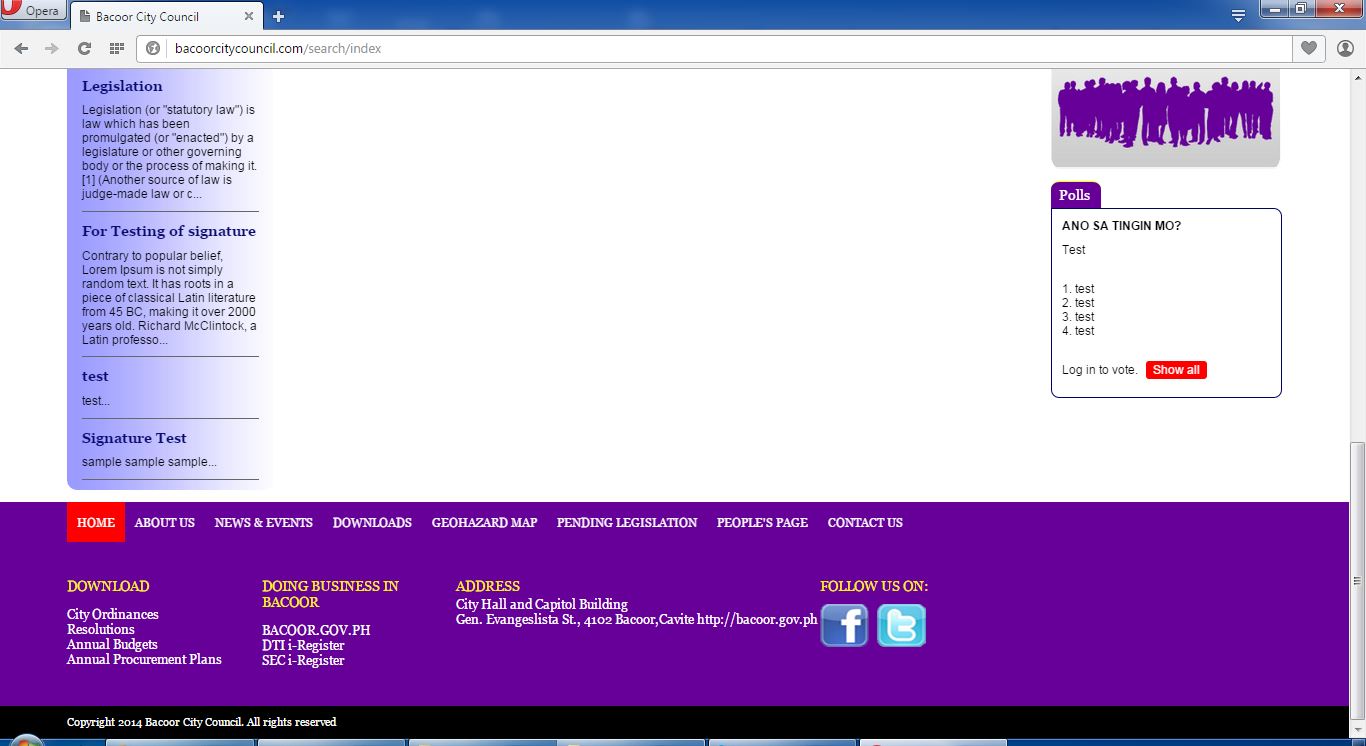 Opera
Bacoor City Council
bacoorcitycouncil.com/search/index
Legislation
Legislation (or "statutory law") is
law which has been
promulgated (or "enacted") by a
legislature or other governing
body or the process of making it.
[1] (Another source of law is
judge-made law or c...
For Testing of signature
Contrary to popular belief,
Lorem Ipsum is not simply
random text. It has roots in a
piece of classical Latin literature
from 45 BC, making it over 2000
years old. Richard McClintock, a
Latin professo...
test
test...
Signature Test
sample sample sample...
Polls
ANO SA TINGIN MO?
Test
1. test
2. test
3. test
4. test
Log in to vote. Show all
HOME ABOUT US NEWS & EVENTS DOWNLOADS GEOHAZARD MAP PENDING LEGISLATION PEOPLE'S PAGE CONTACT US
DOWNLOAD
City Ordinances
Resolutions
Annual Budgets
Annual Procurement Plans
DOING BUSINESS IN
BACOOR
BACOOR.GOV.PH
DTI i-Register
SEC i-Register
ADDRESS
City Hall and Capitol Building
Gen. Evangeslista St., 4102 Bacoor,Cavite http://bacoor.gov.ph
FOLLOW US ON:
f
t
Copyright 2014 Bacoor City Council. All rights reserved